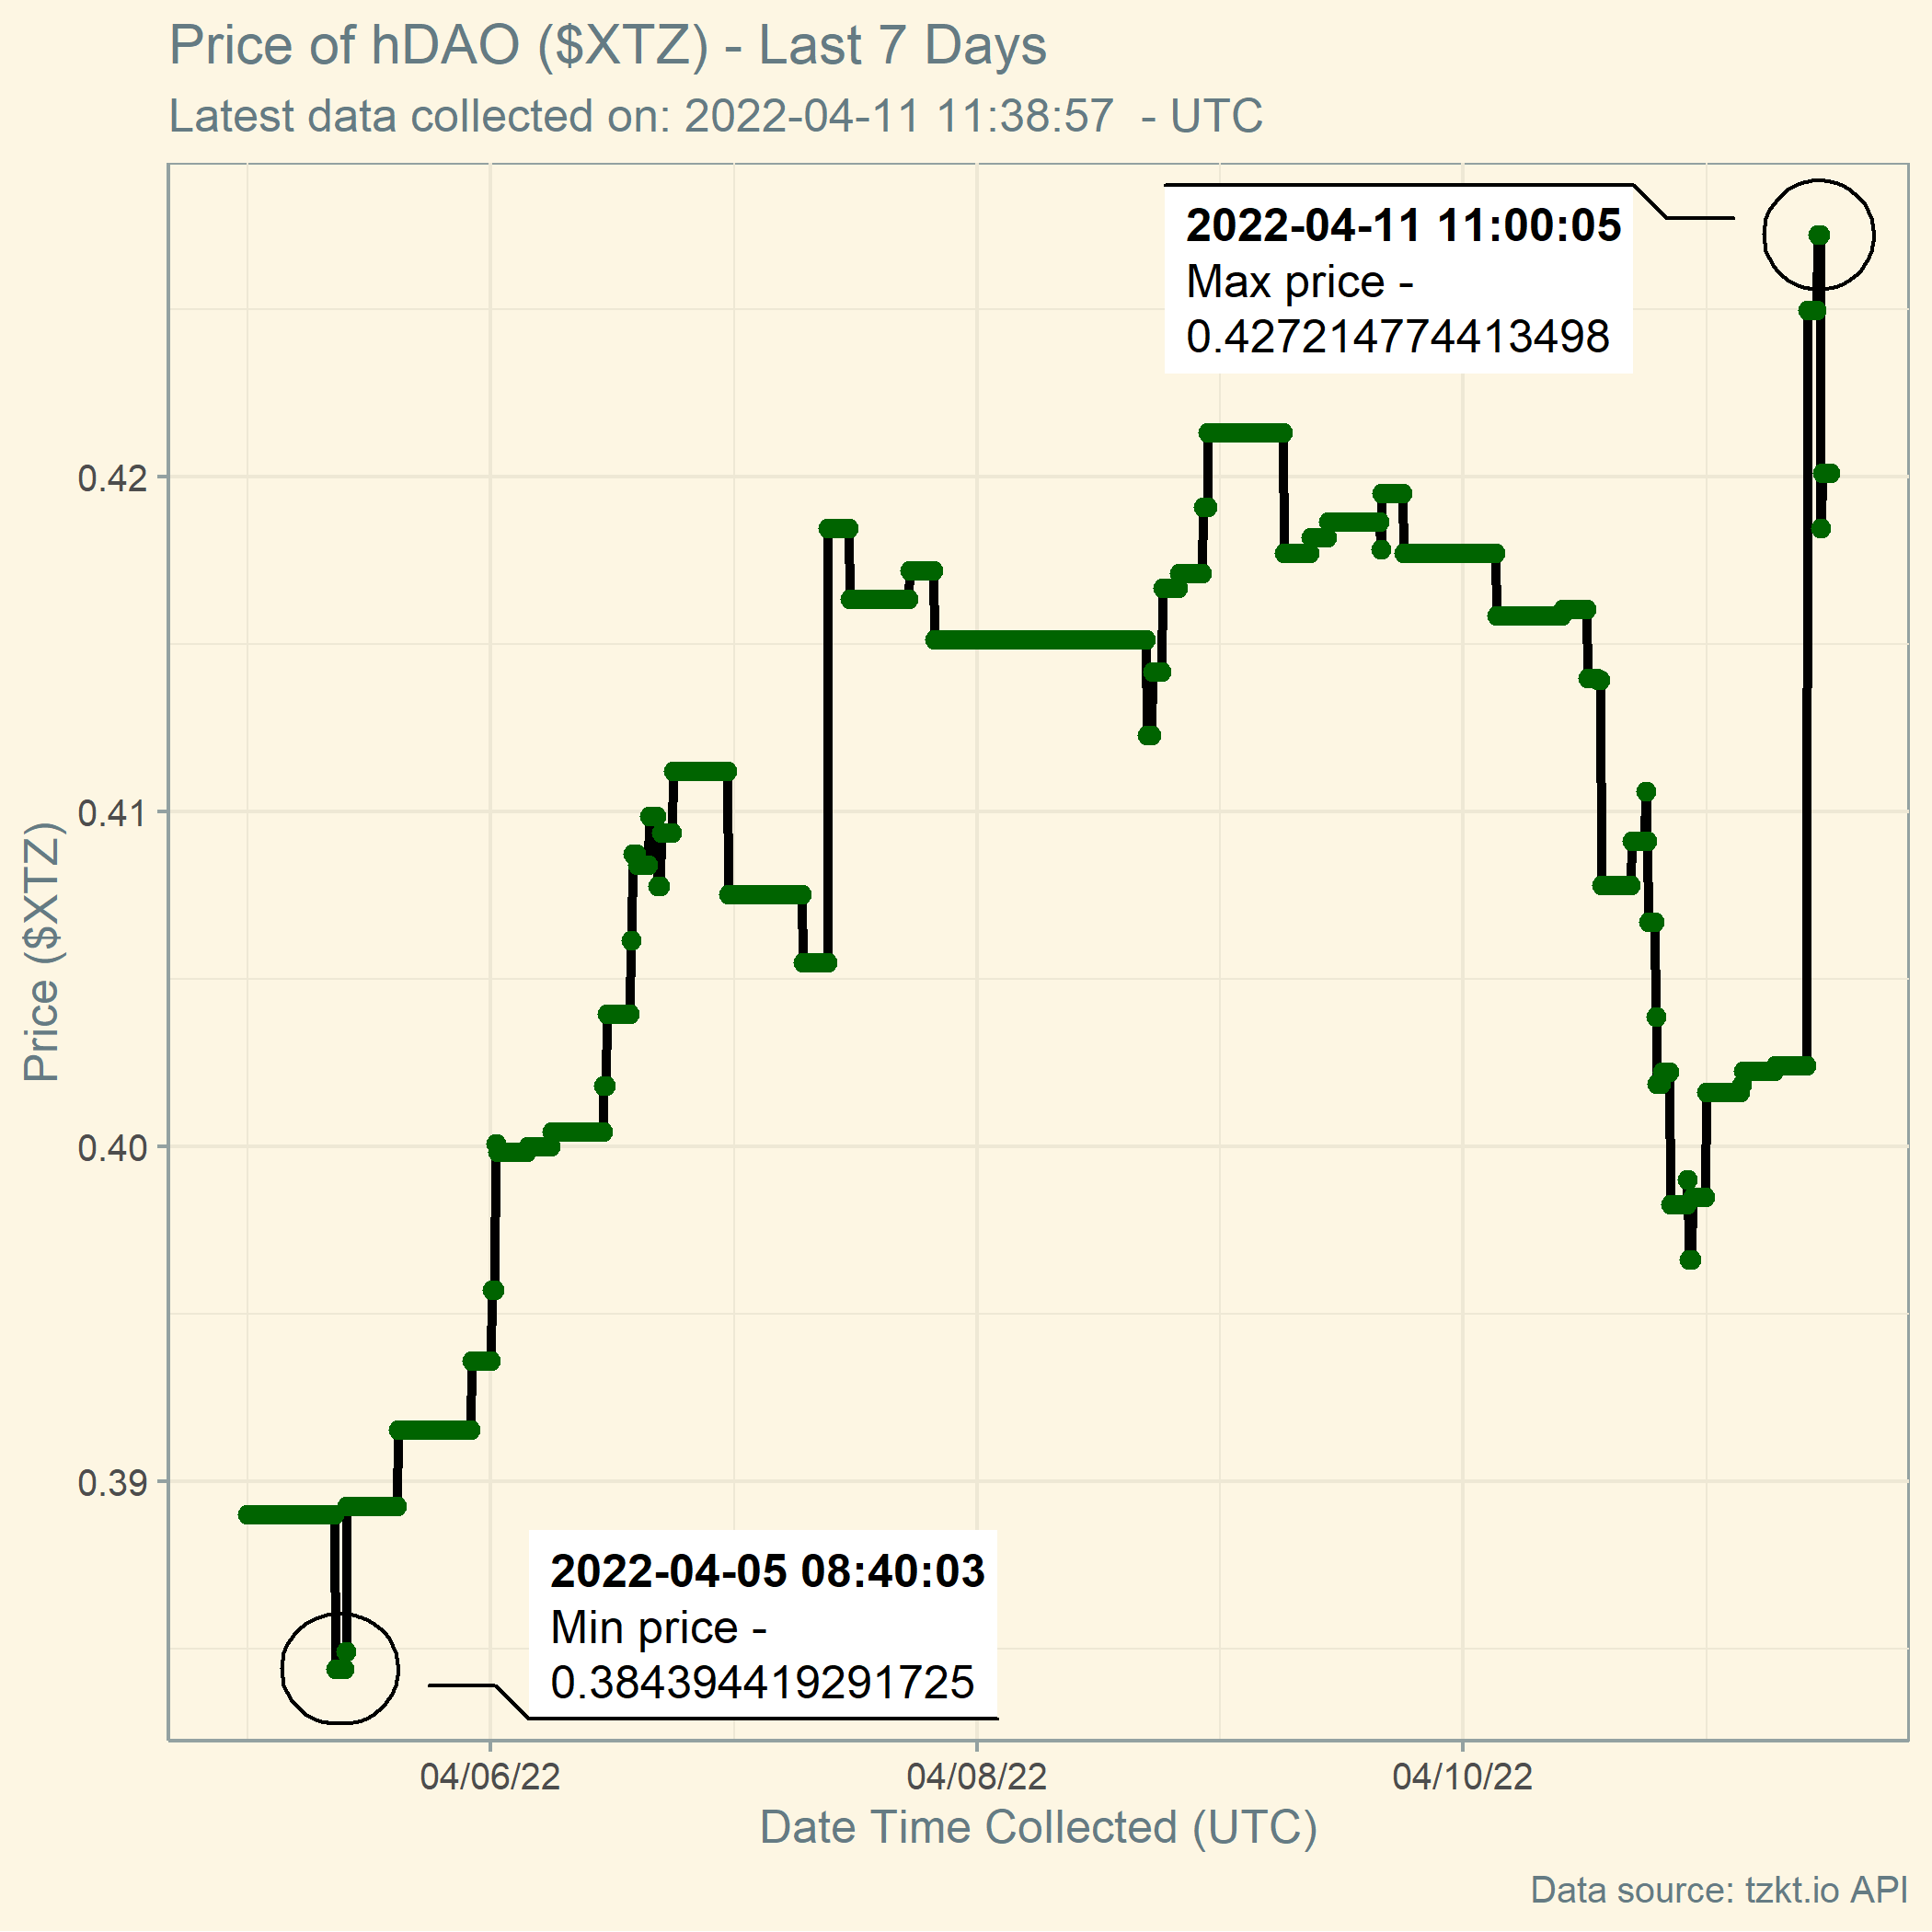 Price of hDAO ($XTZ) - Last 7 Days
Latest data collected on: 2022-04-11 11:38:57  - UTC
2022-04-11 11:00:05
Max price -
0.427214774413498
0.42
0.41
0.40
0.39
Price ($XTZ)
2022-04-05 08:40:03
Min price -
0.384394419291725
04/06/22
04/08/22
04/10/22
Date Time Collected (UTC)
Data source: tzkt.io API